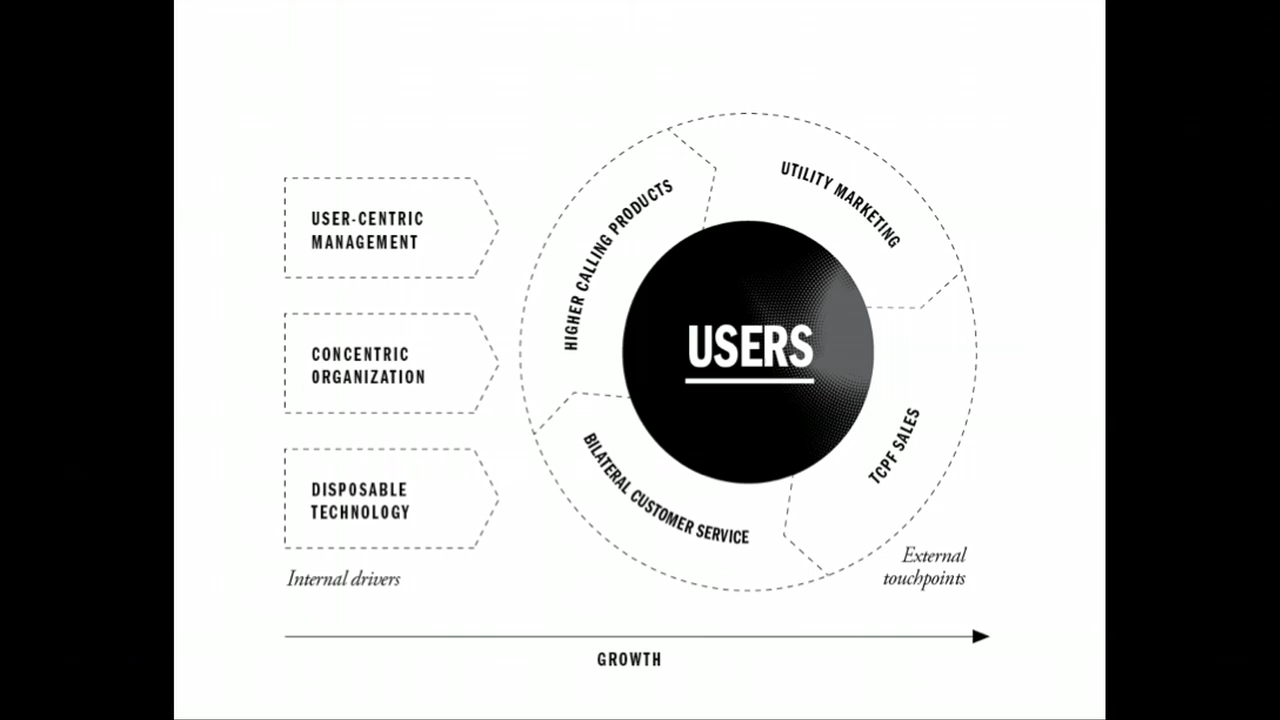 USER-CENTRIC
MANAGEMENT
CONCENTRIC
ORGANIZATION
DISPOSABLE
TECHNOLOGY
Internal drivers
HIGHER CALLING PRODUCTS
UTILITY MARKETING
USERS
TCPF SALES
BILATERAL CUSTOMER SERVICE
External
touchpoints
GROWTH